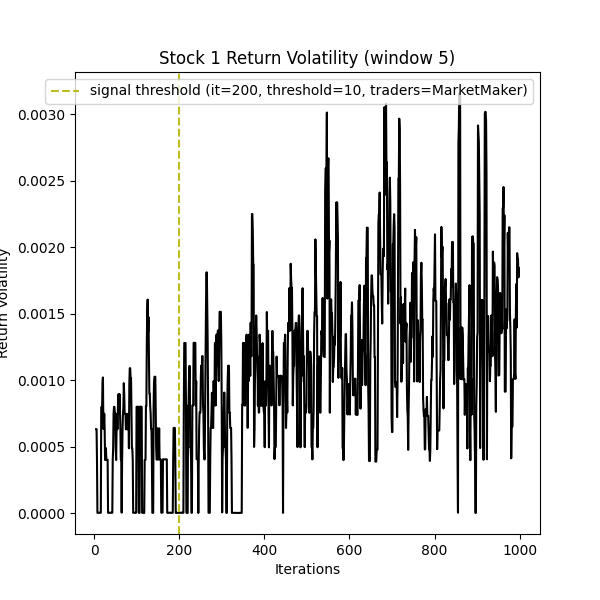 Stock 1 Return Volatility (window 5)
signal threshold (it=200, threshold=10, traders=MarketMaker)
0.0030
0.0025
0.0020
0.0015
0.0010
0.0005
0.0000
Return Volatility
0 200 400 600 800 1000
Iterations